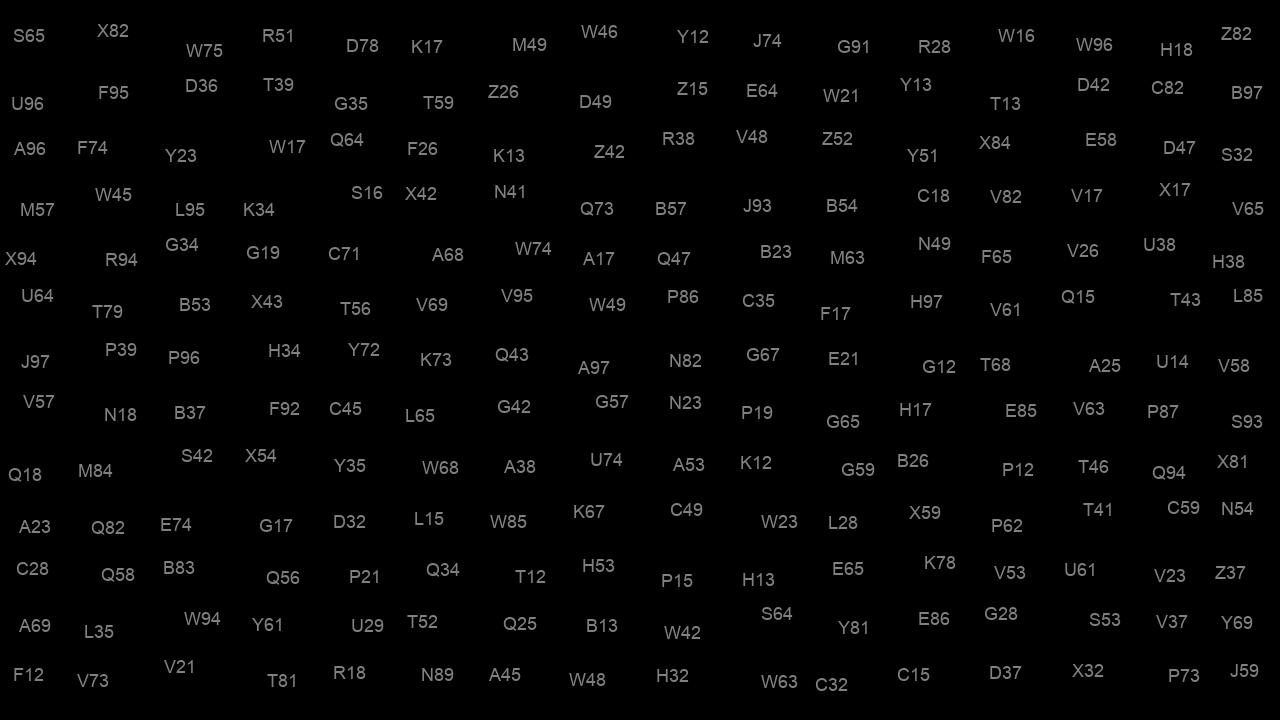 S65 X82 W75 R51 D78 K17 M49 W46 Y12 J74 G91 R28 W16 W96 H18 Z82
U96 F95 D36 T39 G35 T59 Z26 D49 Z15 E64 W21 Y13 T13 D42 C82 B97
A96 F74 Y23 W17 Q64 F26 K13 Z42 R38 V48 Z52 Y51 X84 E58 D47 S32
M57 W45 L95 K34 S16 X42 N41 Q73 B57 J93 B54 C18 V82 V17 X17 V65
X94 R94 G34 G19 C71 A68 W74 A17 Q47 B23 M63 N49 F65 V26 U38 H38
U64 T79 B53 X43 T56 V69 V95 W49 P86 C35 F17 H97 V61 Q15 T43 L85
J97 P39 P96 H34 Y72 K73 Q43 A97 N82 G67 E21 G12 T68 A25 U14 V58
V57 N18 B37 F92 C45 L65 G42 G57 N23 P19 G65 H17 E85 V63 P87 S93
Q18 M84 S42 X54 Y35 W68 A38 U74 A53 K12 G59 B26 P12 T46 Q94 X81
A23 Q82 E74 G17 D32 L15 W85 K67 C49 W23 L28 X59 P62 T41 C59 N54
C28 Q58 B83 Q56 P21 Q34 T12 H53 P15 H13 E65 K78 V53 U61 V23 Z37
A69 L35 W94 Y61 U29 T52 Q25 B13 W42 S64 Y81 E86 G28 S53 V37 Y69
F12 V73 V21 T81 R18 N89 A45 W48 H32 W63 C32 C15 D37 X32 P73 J59